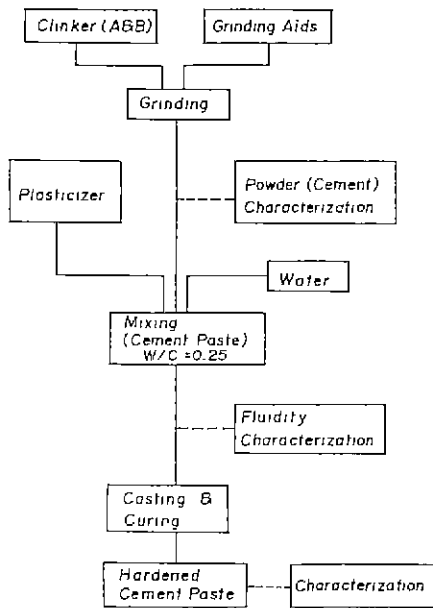 Clinker (A&B)
Grinding Aids
Grinding
Plasticizer
Powder (Cement)
Characterization
Water
Mixing
(Cement Paste)
W/C =0.25
Fluidity
Characterization
Casting &
Curing
Hardened
Cement Paste
Characterization